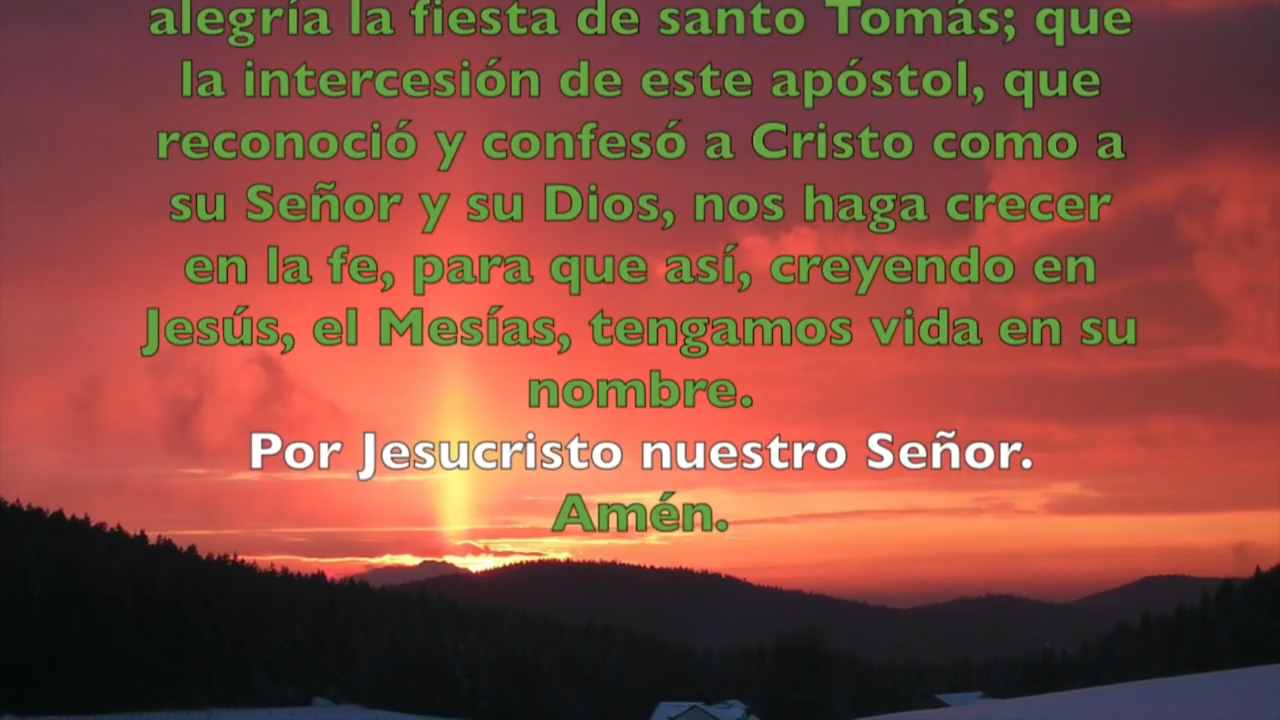 alegría la fiesta de santo Tomás; que
la intercesión de este apóstol, que
reconoció y confesó a Cristo como a
su Señor y su Dios, nos haga crecer
en la fe, para que así, creyendo en
Jesús, el Mesías, tengamos vida en su
nombre.
Por Jesucristo nuestro Señor.
Amén.